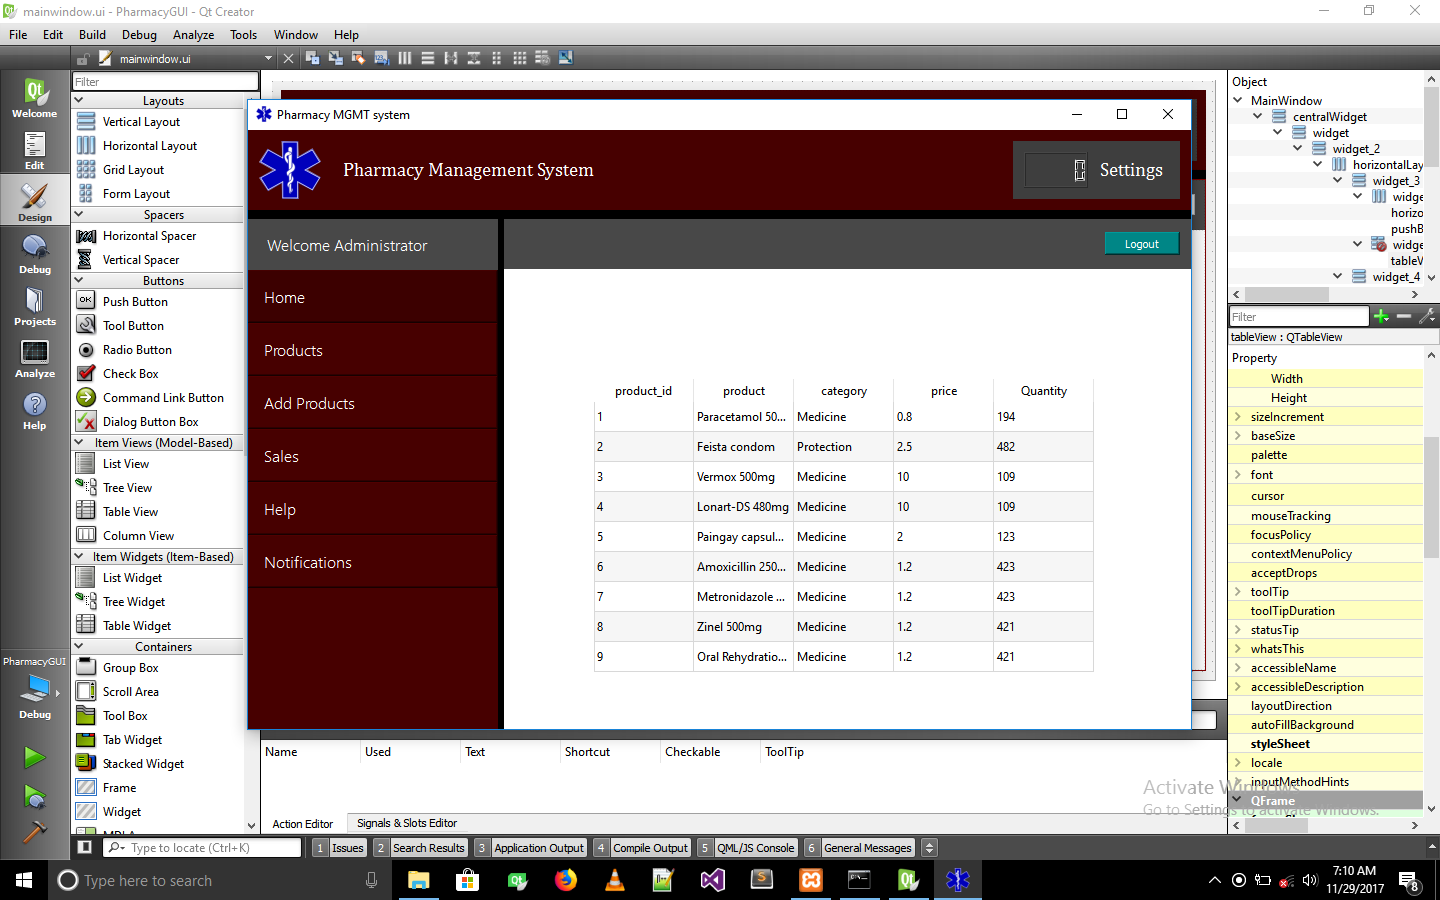 mainwindow.ui - PharmacyGUI - Qt Creator
File Edit Build Debug Analyze Tools Window Help
mainwindow.ui
Welcome
Edit
Design
Debug
Projects
Analyze
Help
PharmacyGUI
Debug
Filter
Layouts
Vertical Layout
Horizontal Layout
Grid Layout
Form Layout
Spacers
Horizontal Spacer
Vertical Spacer
Buttons
Push Button
Tool Button
Radio Button
Check Box
Command Link Button
Dialog Button Box
Item Views (Model-Based)
List View
Tree View
Table View
Column View
Item Widgets (Item-Based)
List Widget
Tree Widget
Table Widget
Containers
Group Box
Scroll Area
Tool Box
Tab Widget
Stacked Widget
Frame
Widget
Pharmacy MGMT system
Pharmacy Management System
Settings
Welcome Administrator
Logout
Home
Products
Add Products
Sales
Help
Notifications
product_id product category price Quantity
1 Paracetamol 50... Medicine 0.8 194
2 Feista condom Protection 2.5 482
3 Vermox 500mg Medicine 10 109
4 Lonart-DS 480mg Medicine 10 109
5 Paingay capsul... Medicine 2 123
6 Amoxicillin 250... Medicine 1.2 423
7 Metronidazole ... Medicine 1.2 423
8 Zinel 500mg Medicine 1.2 421
9 Oral Rehydratio... Medicine 1.2 421
Name Used Text Shortcut Checkable ToolTip
Action Editor Signals & Slots Editor
Object
MainWindow
centralWidget
widget
widget_2
horizontalLay
widget_3
widge
horizo
pushB
widge
tableV
widget_4
Filter
tableView : QTableView
Property
Width
Height
sizeIncrement
baseSize
palette
font
cursor
mouseTracking
focusPolicy
contextMenuPolicy
acceptDrops
toolTip
toolTipDuration
statusTip
whatsThis
accessibleName
accessibleDescription
layoutDirection
autoFillBackground
styleSheet
locale
inputMethodHints
QFrame
Activate Windows
Go to Settings to activate Windows.
Type to locate (Ctrl+K) 1 Issues 2 Search Results 3 Application Output 4 Compile Output 5 QML/JS Console 6 General Messages
Type here to search
7:10 AM
11/29/2017
8